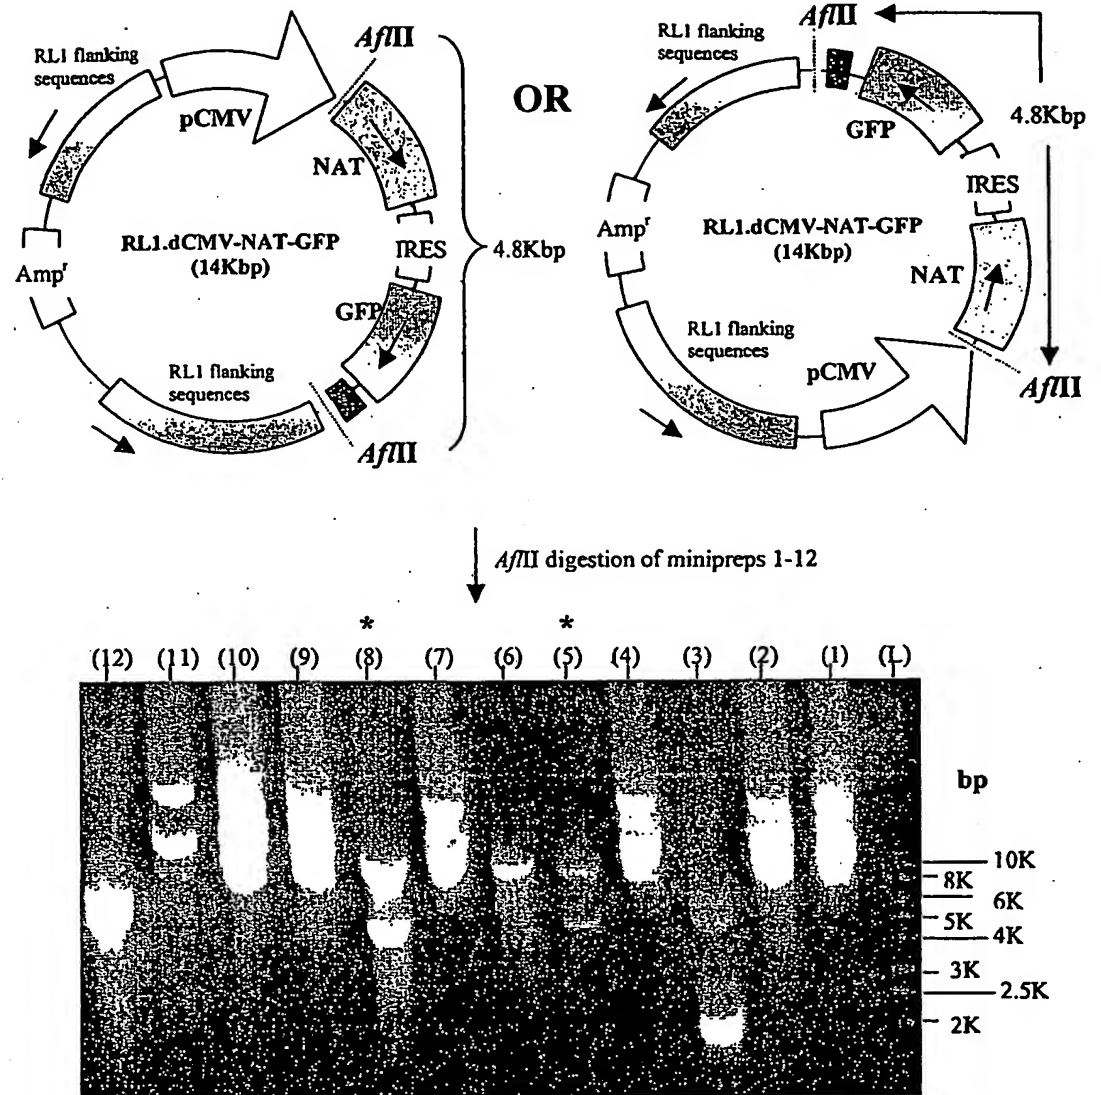 RL1 flanking
sequences
AflII
pCMV
NAT
RL1.dCMV-NAT-GFP
(14Kbp)
IRES
4.8Kbp
Ampr
GFP
RL1 flanking
sequences
AflII
OR
RL1 flanking
sequences
AflII
GFP
4.8Kbp
IRES
Ampr
RL1.dCMV-NAT-GFP
(14Kbp)
NAT
RL1 flanking
sequences
pCMV
AflII
AflII digestion of minipreps 1-12
* *
(12) (11) (10) (9) (8) (7) (6) (5) (4) (3) (2) (1) (L)
bp
10K
8K
6K
5K
4K
3K
2.5K
2K